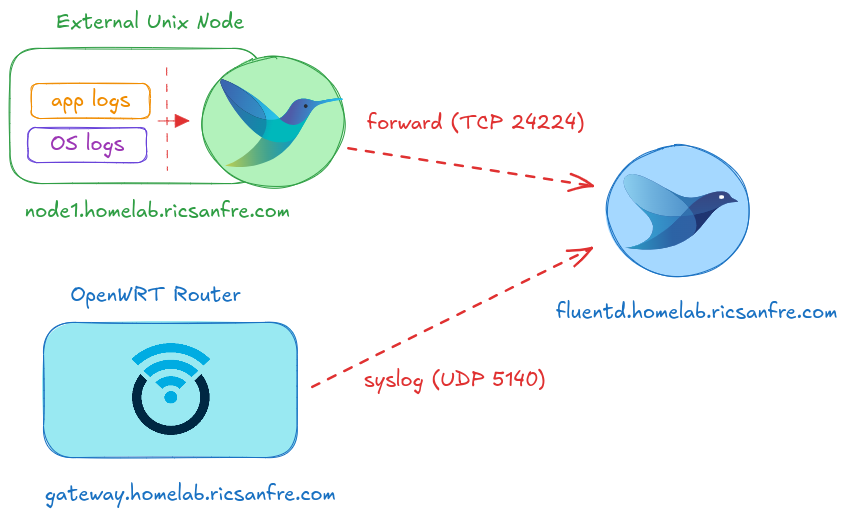 External Unix Node
app logs
OS logs
node1.homelab.ricsanfre.com
forward (TCP 24224)
fluentd.homelab.ricsanfre.com
OpenWRT Router
syslog (UDP 5140)
gateway.homelab.ricsanfre.com